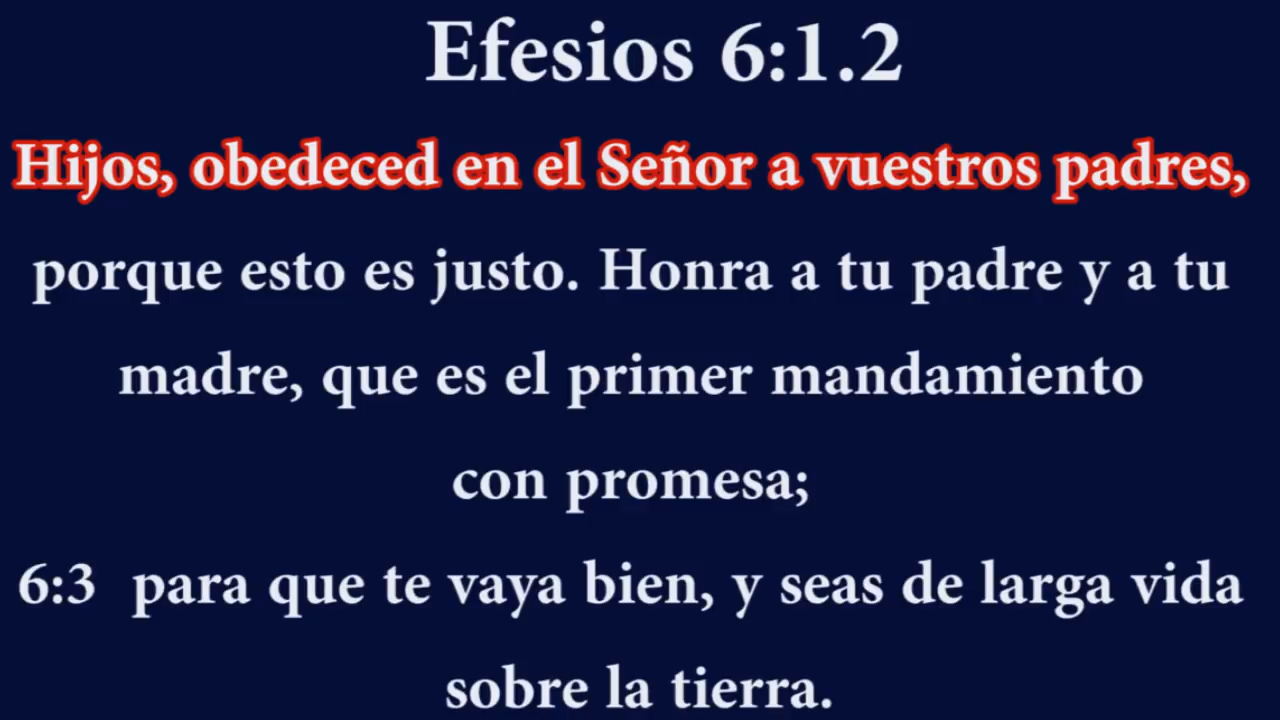 Efesios 6:1.2
Hijos, obedeced en el Señor a vuestros padres,
porque esto es justo. Honra a tu padre y a tu
madre, que es el primer mandamiento
con promesa;
6:3 para que te vaya bien, y seas de larga vida
sobre la tierra.